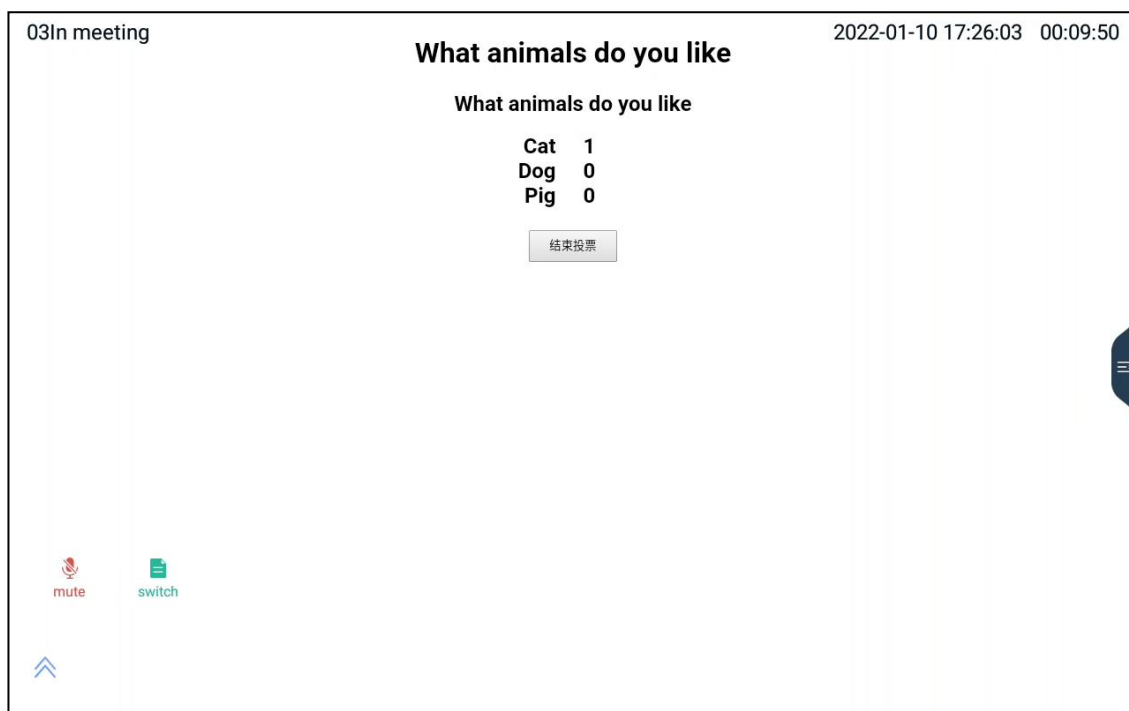 03In meeting
2022-01-10 17:26:03 00:09:50
What animals do you like
What animals do you like
Cat 1
Dog 0
Pig 0
结束投票
mute
switch